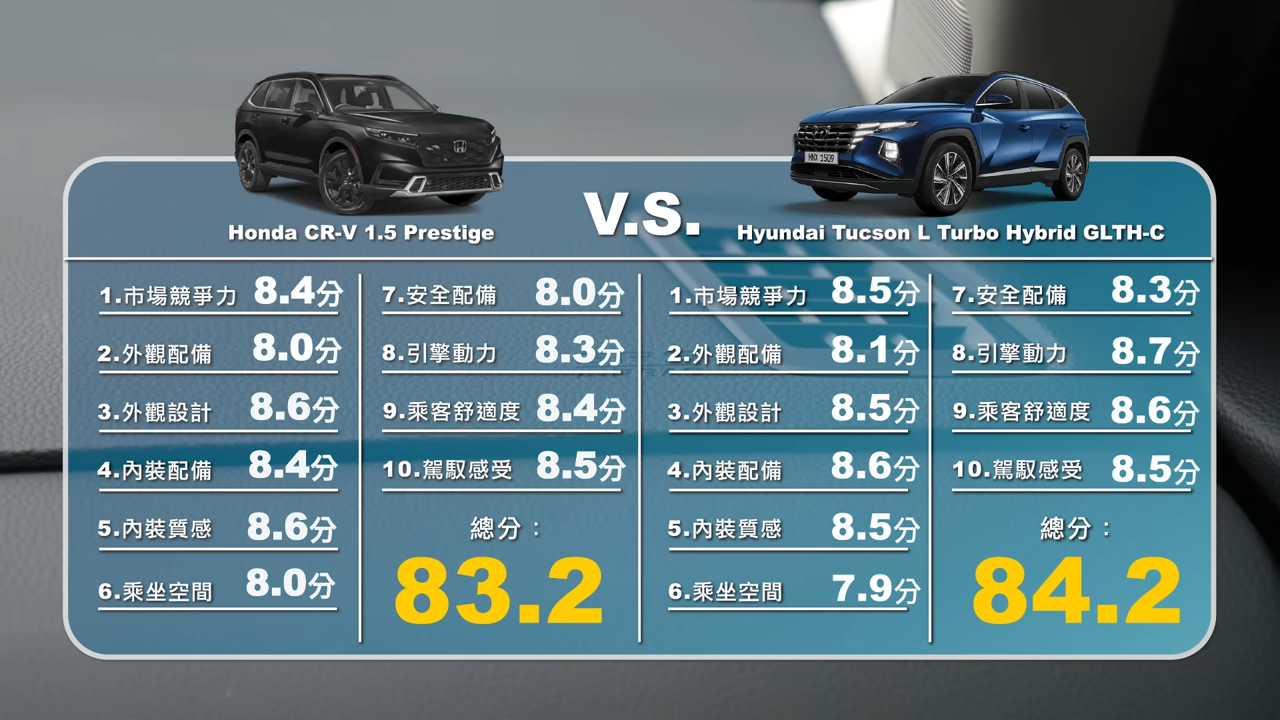 HNX 1509
V.S.
Honda CR-V 1.5 Prestige
Hyundai Tucson L Turbo Hybrid GLTH-C
1.市場競爭力 8.4分
2.外觀配備 8.0分
3.外觀設計 8.6分
4.內裝配備 8.4分
5.內裝質感 8.6分
6.乘坐空間 8.0分
7.安全配備 8.0分
8.引擎動力 8.3分
9.乘客舒適度 8.4分
10.駕馭感受 8.5分
總分：
83.2
1.市場競爭力 8.5分
2.外觀配備 8.1分
3.外觀設計 8.5分
4.內裝配備 8.6分
5.內裝質感 8.5分
6.乘坐空間 7.9分
7.安全配備 8.3分
8.引擎動力 8.7分
9.乘客舒適度 8.6分
10.駕馭感受 8.5分
總分：
84.2